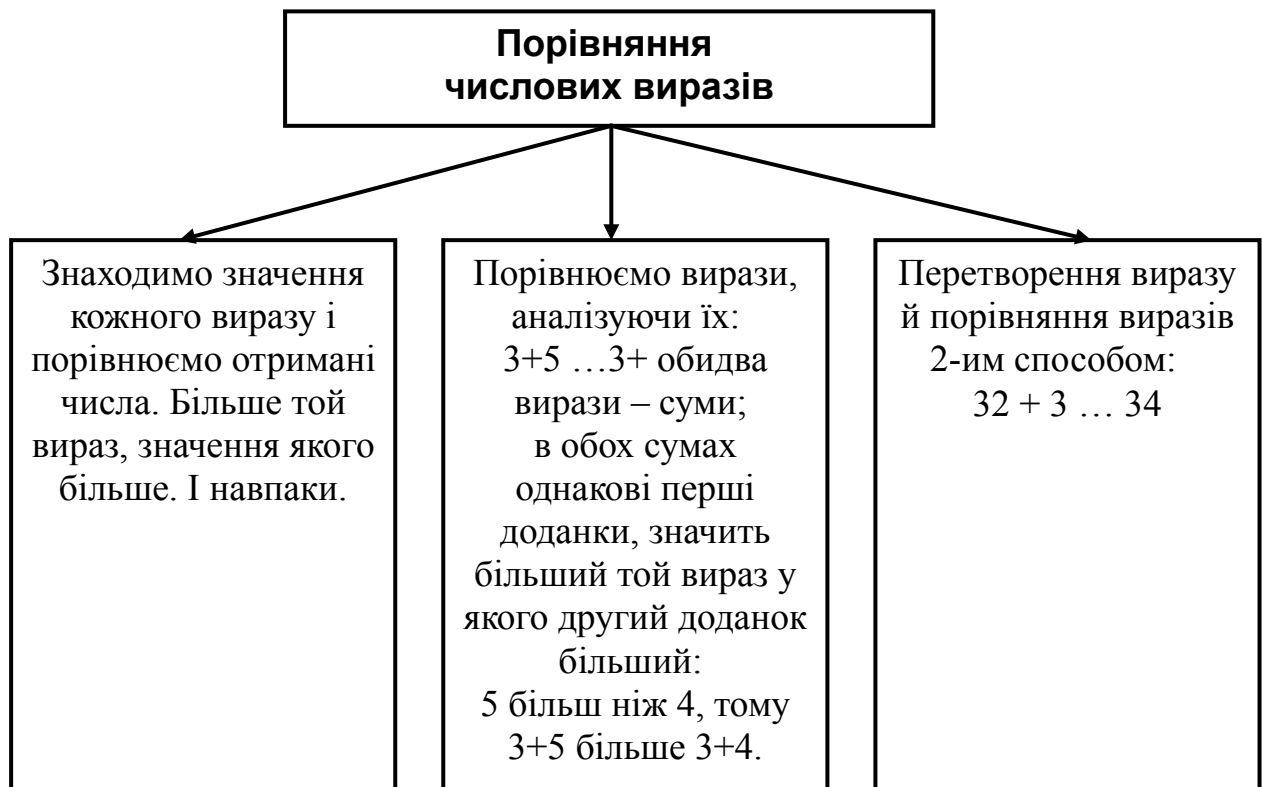 Порівняння
числових виразів
Знаходимо значення
кожного виразу і
порівнюємо отримані
числа. Більше той
вираз, значення якого
більше. І навпаки.
Порівнюємо вирази,
аналізуючи їх:
3+5 …3+ обидва
вирази – суми;
в обох сумах
однакові перші
доданки, значить
більший той вираз у
якого другий доданок
більший:
5 більш ніж 4, тому
3+5 більше 3+4.
Перетворення виразу
й порівняння виразів
2-им способом:
32 + 3 … 34